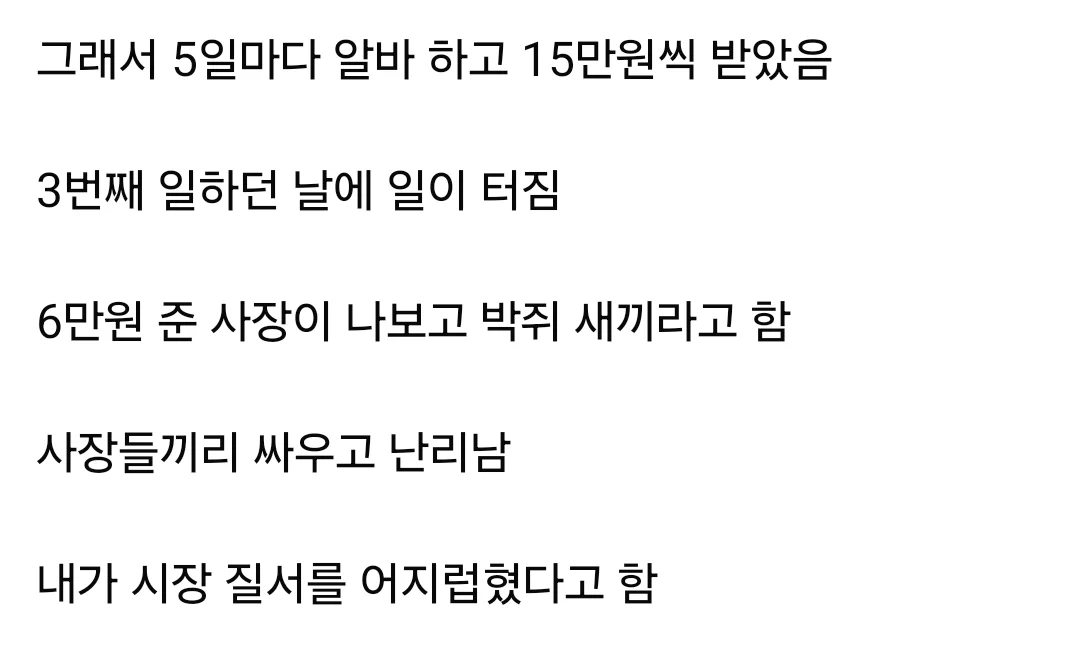 그래서 5일마다 알바 하고 15만원씩 받았음
3번째 일하던 날에 일이 터짐
6만원 준 사장이 나보고 박쥐 새끼라고 함
사장들끼리 싸우고 난리남
내가 시장 질서를 어지럽혔다고 함